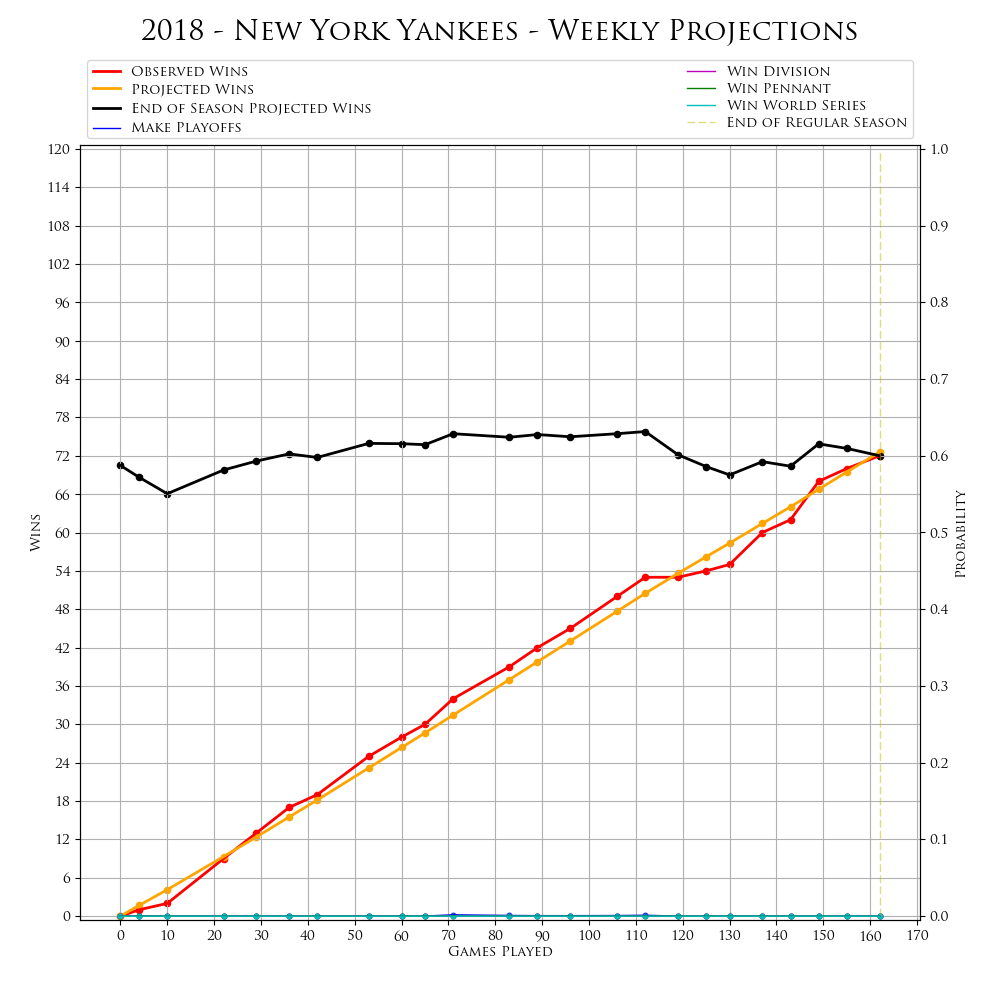 2018 - New York Yankees - Weekly Projections
Observed Wins
Projected Wins
End of Season Projected Wins
Make Playoffs
Win Division
Win Pennant
Win World Series
End of Regular Season
120
114
108
102
96
90
84
78
72
66
60
54
48
42
36
30
24
18
12
6
0
Wins
1.0
0.9
0.8
0.7
0.6
0.5
0.4
0.3
0.2
0.1
0.0
Probability
0 10 20 30 40 50 60 70 80 90 100 110 120 130 140 150 160 170
Games Played